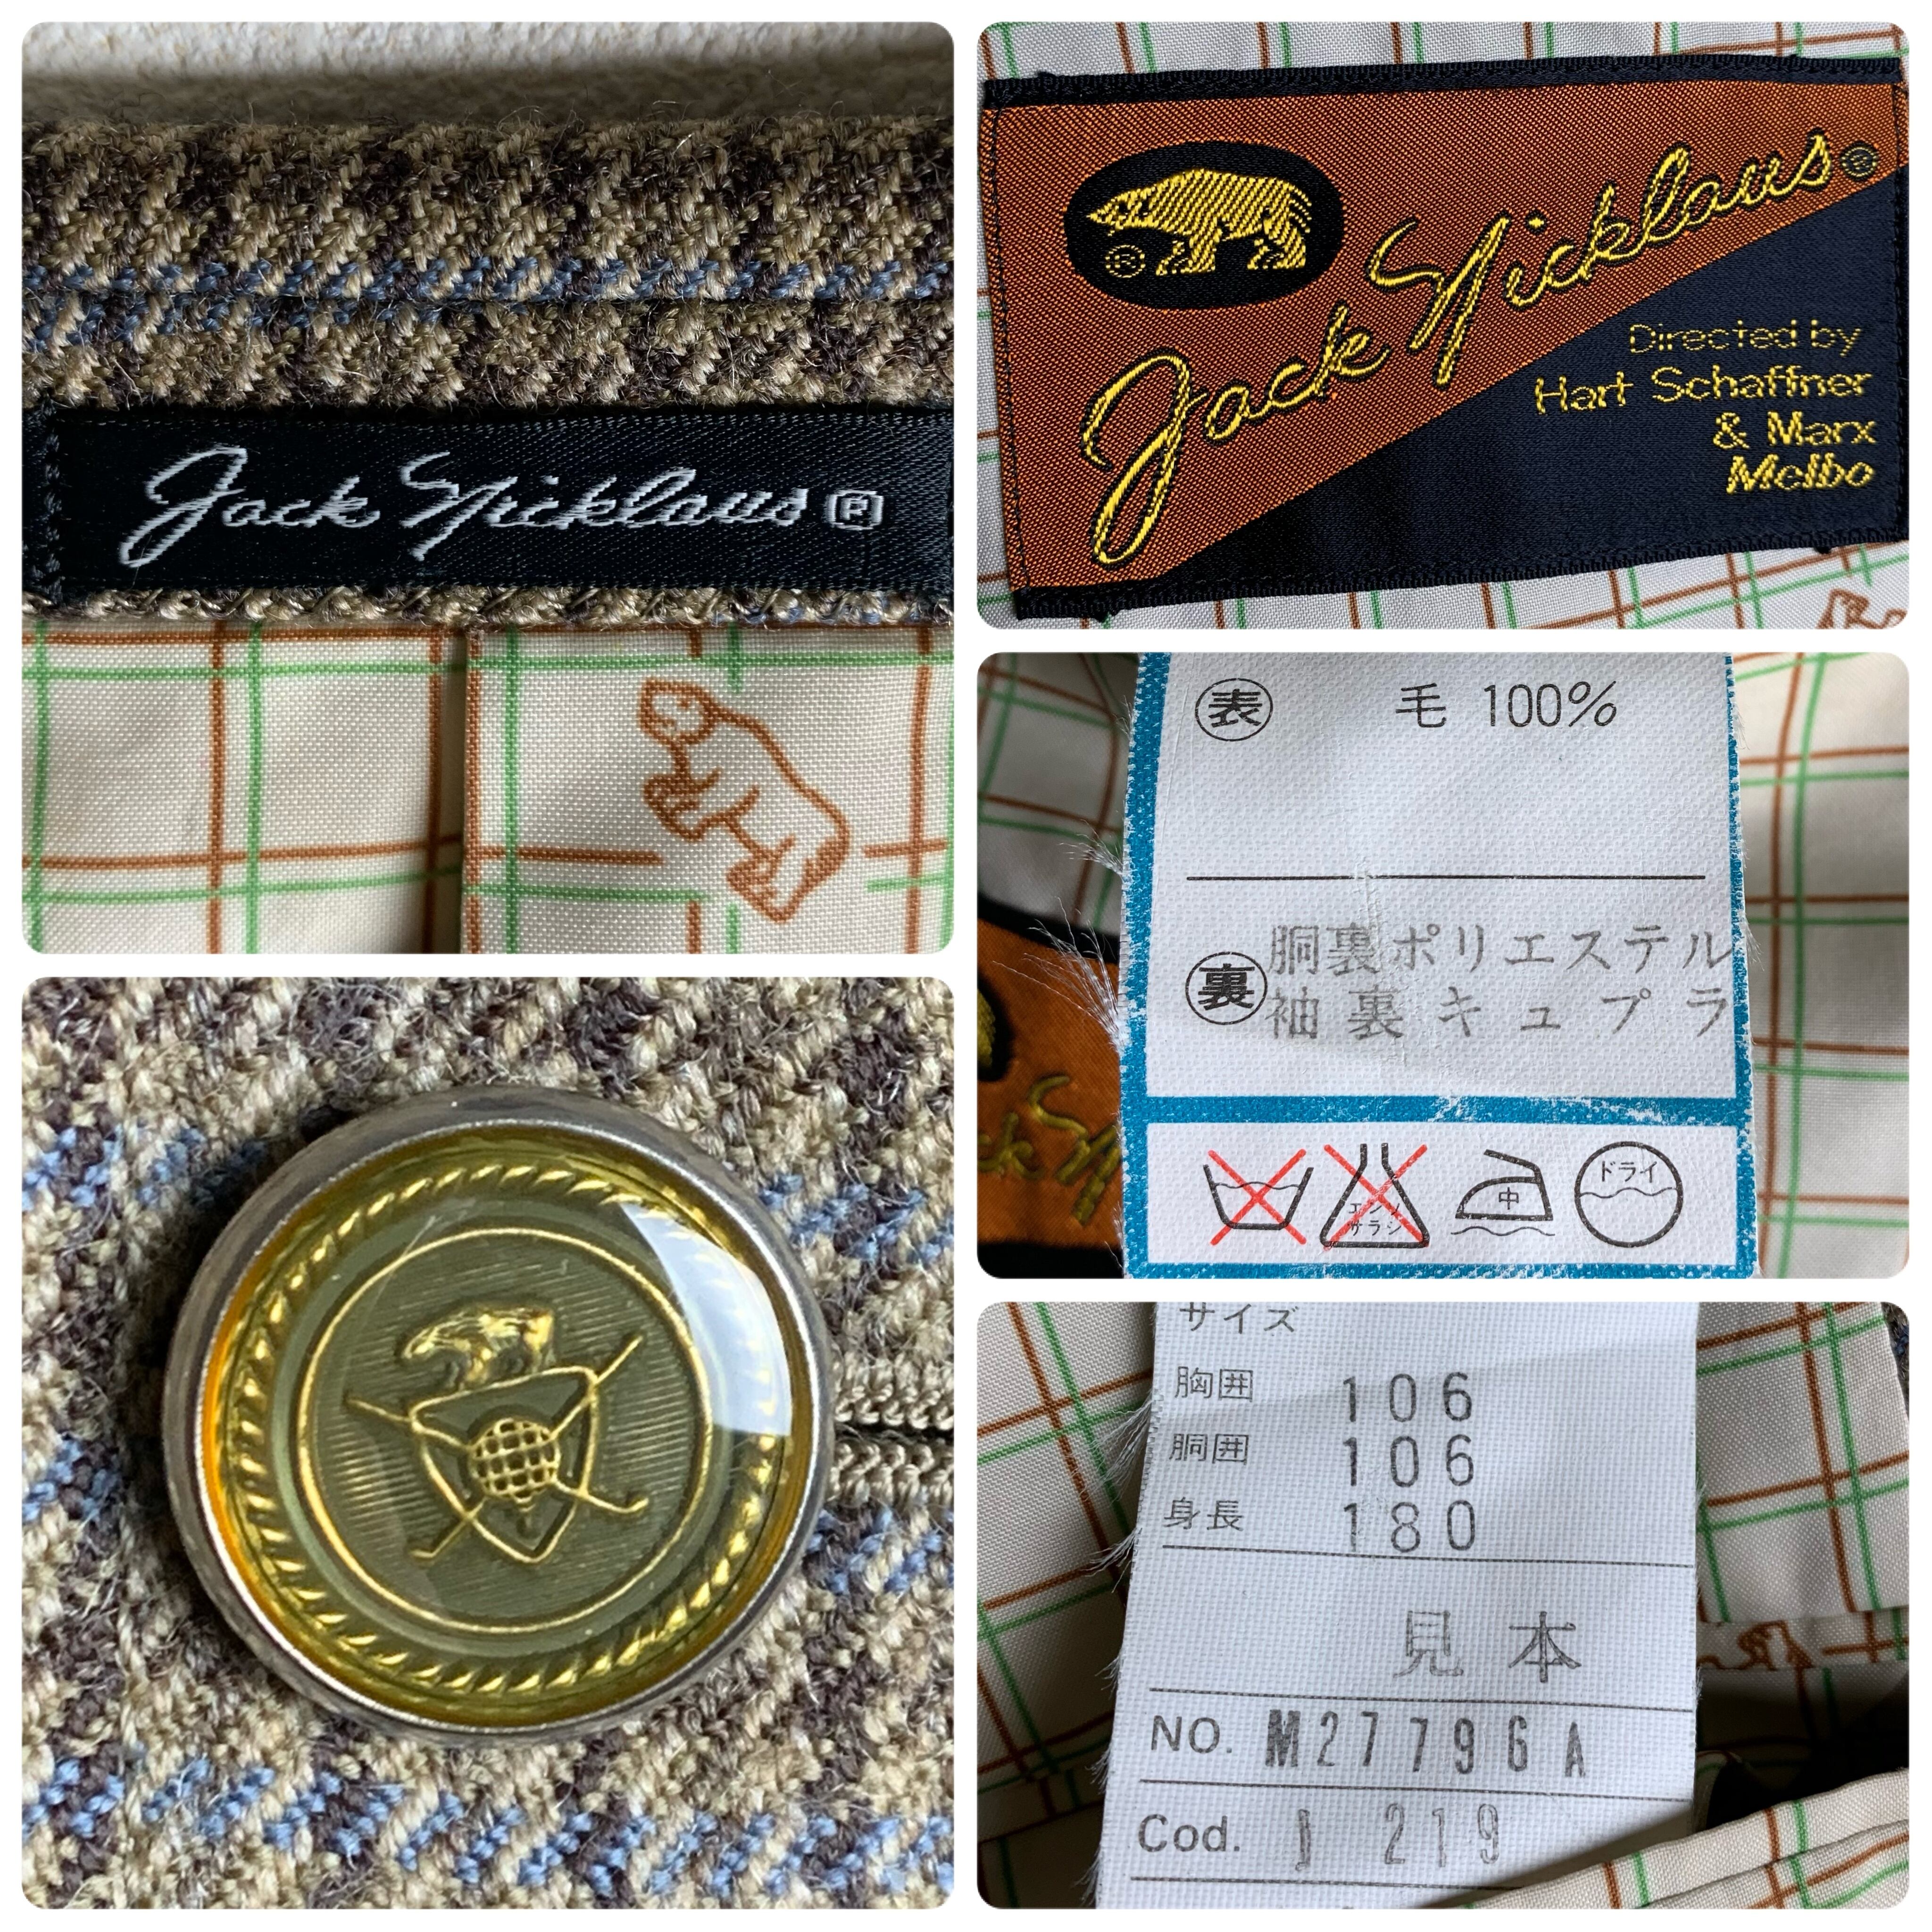 Jack Nicklaus®
Jack Nicklaus®
®
Directed by
Hart Schaffner
& Marx
Melbo
表 毛 100%
裏 胴裏ポリエステル
袖裏キュプラ
エンソサラシ
中
ドライ
サイズ
胸囲 106
胴囲 106
身長 180
見本
NO. M27796A
Cod. J 219